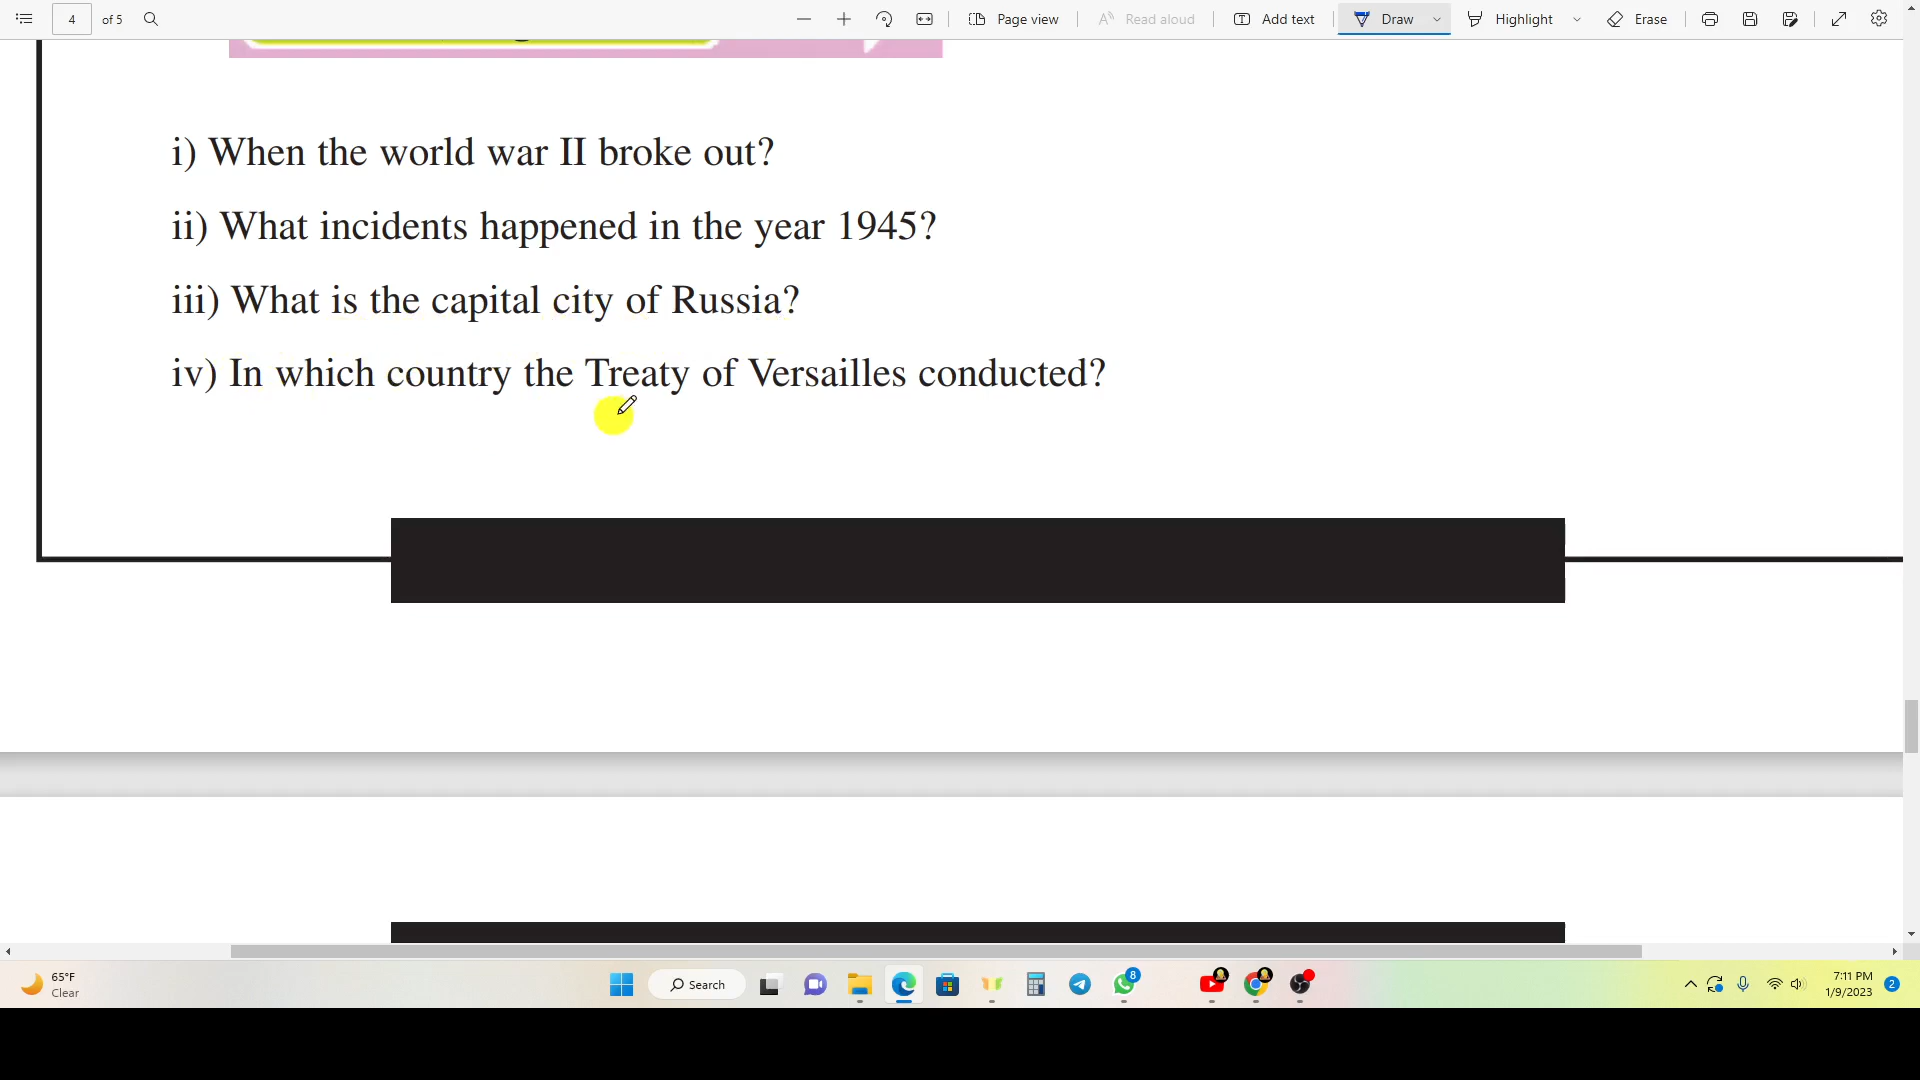 4 of 5 Page view Read aloud Add text Draw Highlight Erase
i) When the world war II broke out?
ii) What incidents happened in the year 1945?
iii) What is the capital city of Russia?
iv) In which country the Treaty of Versailles conducted?
65°F
Clear
Search
8
7:11 PM
1/9/2023
2